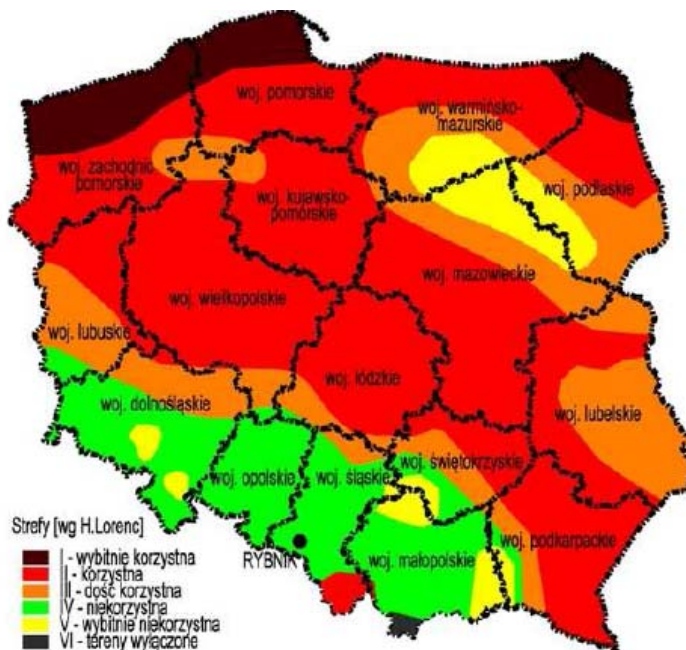 woj. pomorskie
woj. warmińsko-
mazurskie
woj. zachodnio
pomorskie
woj. podlaskie
woj. kujawsko-
pomorskie
woj. mazowieckie
woj. wielkopolskie
woj. lubuskie
woj. łódzkie
woj. dolnośląskie
woj. lubelskie
woj. opolskie
woj. śląskie
woj. świętokrzyskie
RYBNIK
woj. małopolskie
woj. podkarpackie
Strefy [wg H.Lorenc]
I - wybitnie korzystna
II - korzystna
III - dość korzystna
IV - niekorzystna
V - wybitnie niekorzystna
VI - tereny wyłączone